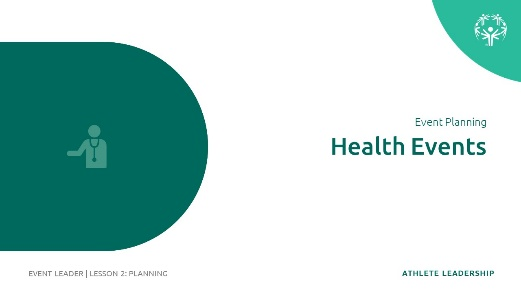 Event Planning
Health Events
EVENT LEADER | LESSON 2: PLANNING
ATHLETE LEADERSHIP